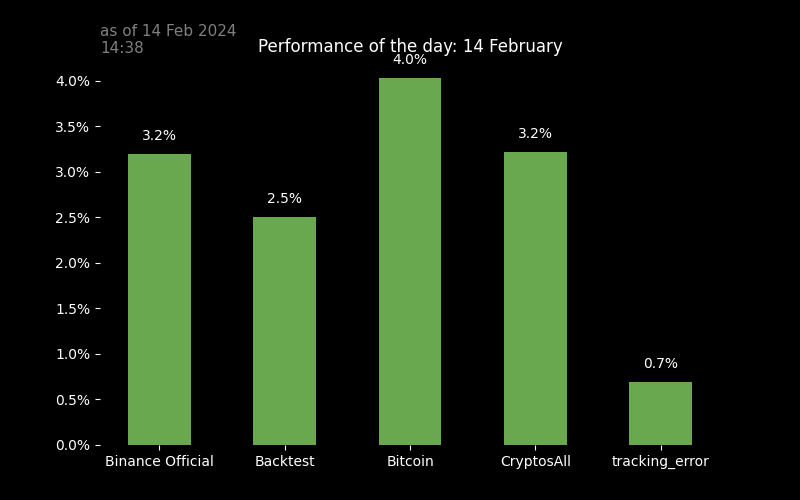 as of 14 Feb 2024
14:38
Performance of the day: 14 February
4.0%
3.5%
3.0%
2.5%
2.0%
1.5%
1.0%
0.5%
0.0%
3.2%
2.5%
4.0%
3.2%
0.7%
Binance Official
Backtest
Bitcoin
CryptosAll
tracking_error